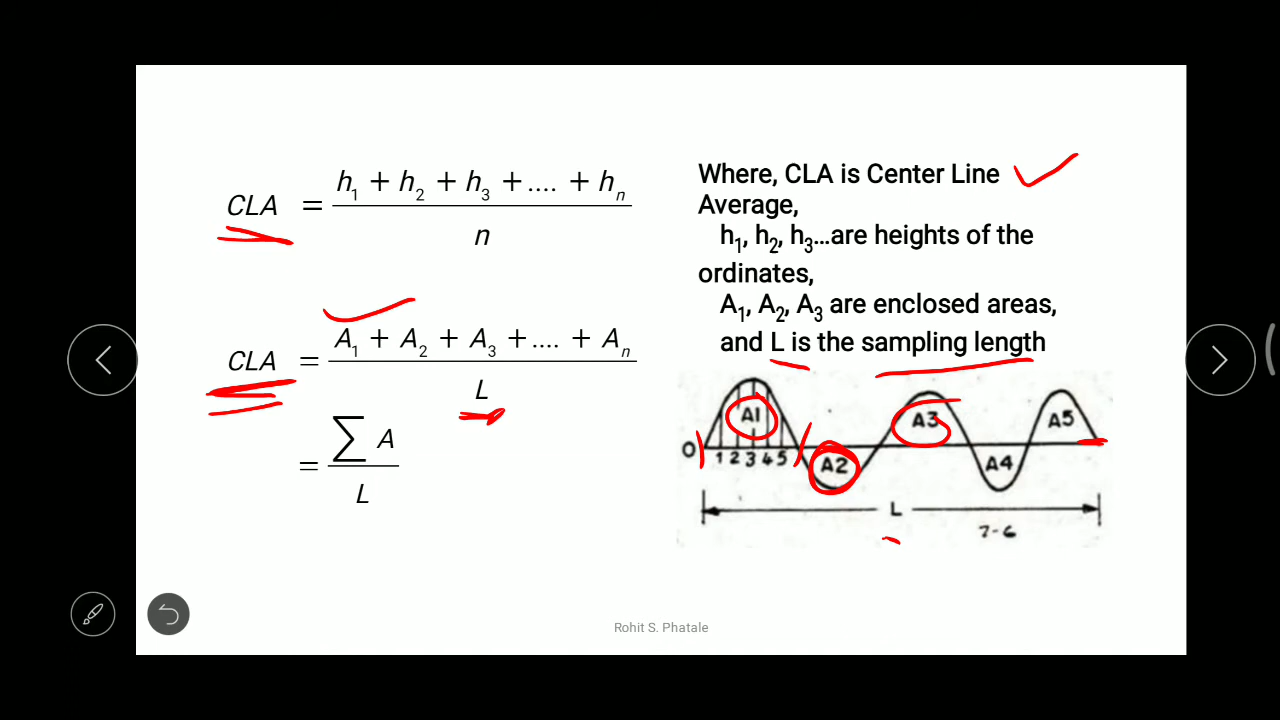 CLA = h₁ + h₂ + h₃ + .... + hₙ
n
CLA = A₁ + A₂ + A₃ + .... + Aₙ
L
= ∑ A
L
Where, CLA is Center Line
Average,
h₁, h₂, h₃...are heights of the
ordinates,
A₁, A₂, A₃ are enclosed areas,
and L is the sampling length
A1 A3 A5
O 1 2 3 4 5 A2 A4
L
7-6
Rohit S. Phatale